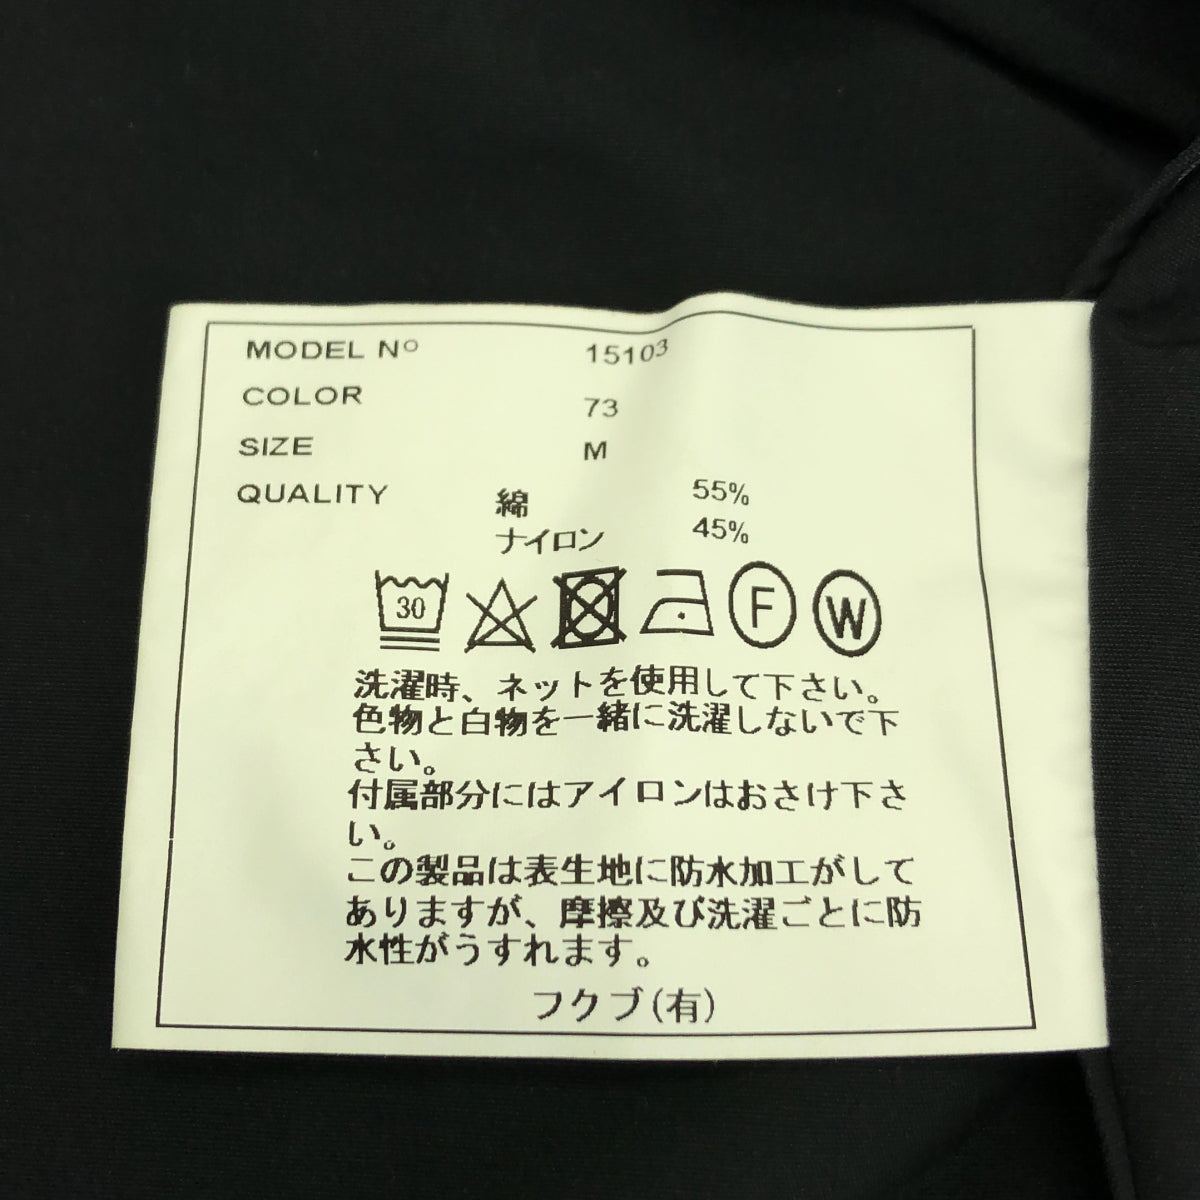 MODEL Nº 15103
COLOR 73
SIZE M
QUALITY 綿 55%
ナイロン 45%
30 F W
洗濯時、ネットを使用して下さい。
色物と白物を一緒に洗濯しないで下
さい。
付属部分にはアイロンはおさけ下さ
い。
この製品は表生地に防水加工がして
ありますが、摩擦及び洗濯ごとに防
水性がうすれます。
フクブ(有)